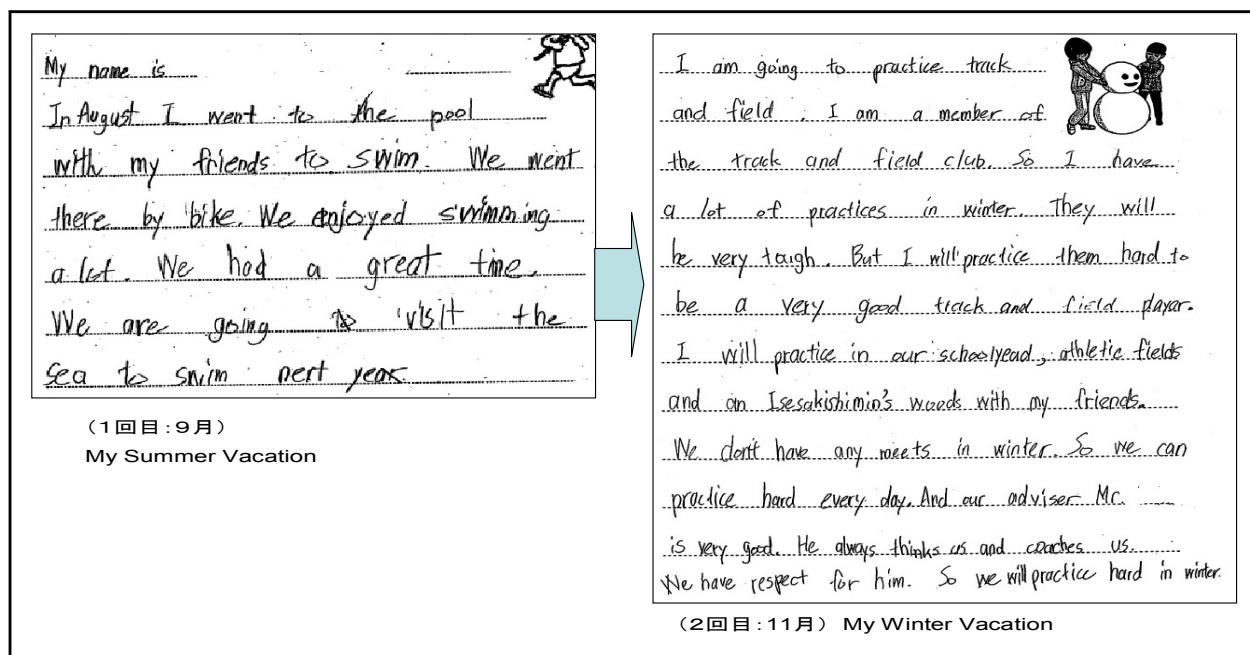 My name is
In August I went to the pool
with my friends to swim. We went
there by bike. We enjoyed swimming
a lot. We had a great time.
We are going to visit the
sea to swim next year.
(1回目:9月)
My Summer Vacation
I am going to practice track
and field. I am a member of
the track and field club. So I have
a lot of practices in winter. They will
be very tough. But I will practice them hard to
be a very good track and field player.
I will practice in our schoolyead, athletic fields
and on Isesakishimin's woods with my friends.
We don't have any meets in winter. So we can
practice hard every day. And our adviser Mr.
is very good. He always thinks us and coaches us.
We have respect for him. So we will practice hard in winter.
(2回目:11月) My Winter Vacation